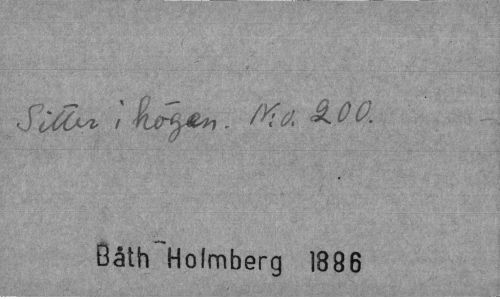 Sitter i högen. N:o. 200.
Båth-Holmberg 1886